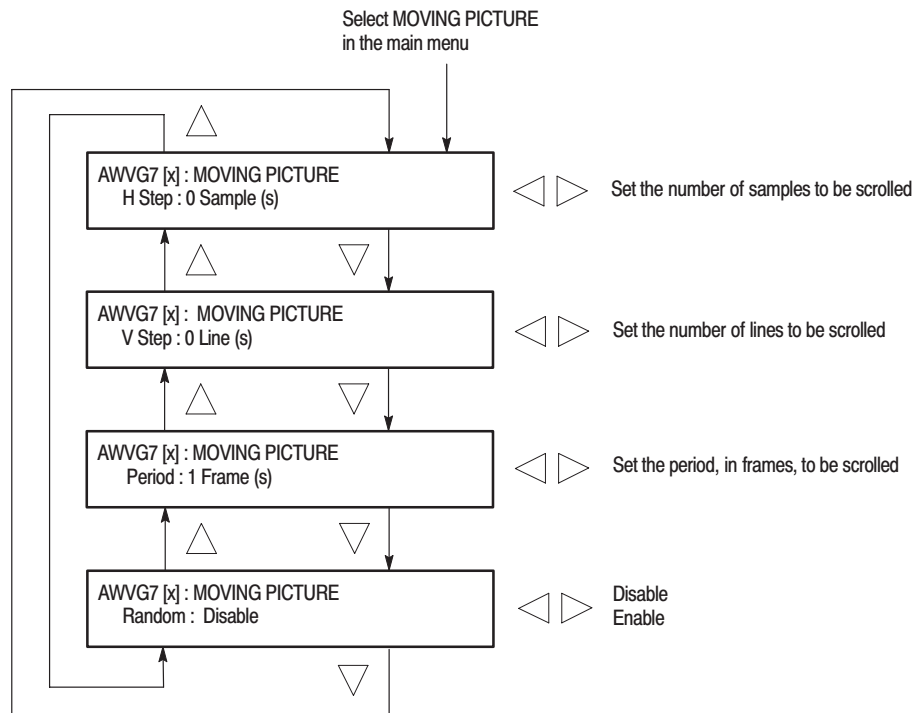 Select MOVING PICTURE
in the main menu
AWVG7 [x] : MOVING PICTURE
H Step : 0 Sample (s)
Set the number of samples to be scrolled
AWVG7 [x] : MOVING PICTURE
V Step : 0 Line (s)
Set the number of lines to be scrolled
AWVG7 [x] : MOVING PICTURE
Period : 1 Frame (s)
Set the period, in frames, to be scrolled
AWVG7 [x] : MOVING PICTURE
Random : Disable
Disable
Enable